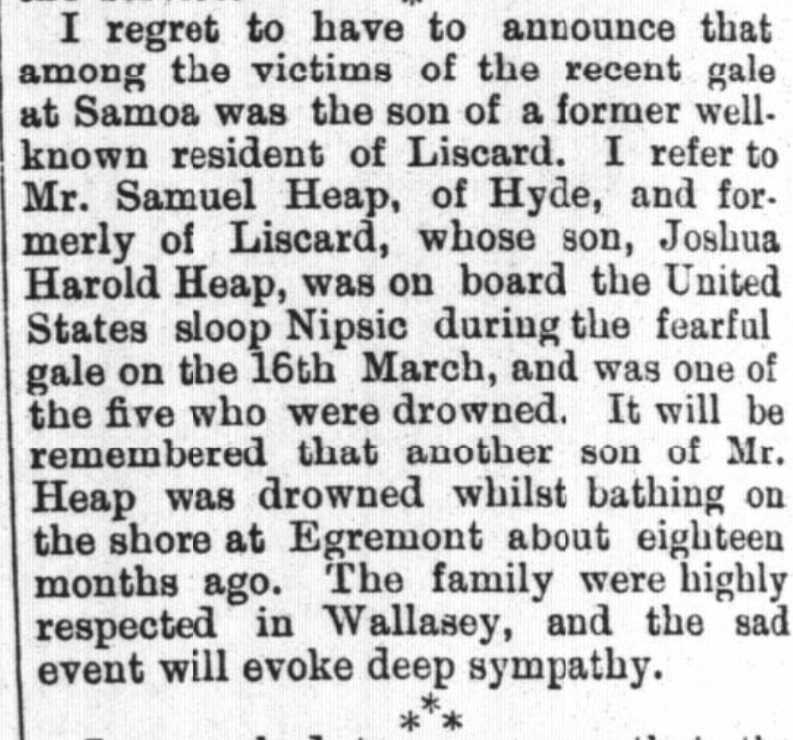 I regret to have to announce that
among the victims of the recent gale
at Samoa was the son of a former well-
known resident of Liscard. I refer to
Mr. Samuel Heap, of Hyde, and for-
merly of Liscard, whose son, Joshua
Harold Heap, was on board the United
States sloop Nipsic during the fearful
gale on the 16th March, and was one of
the five who were drowned. It will be
remembered that another son of Mr.
Heap was drowned whilst bathing on
the shore at Egremont about eighteen
months ago. The family were highly
respected in Wallasey, and the sad
event will evoke deep sympathy.
***